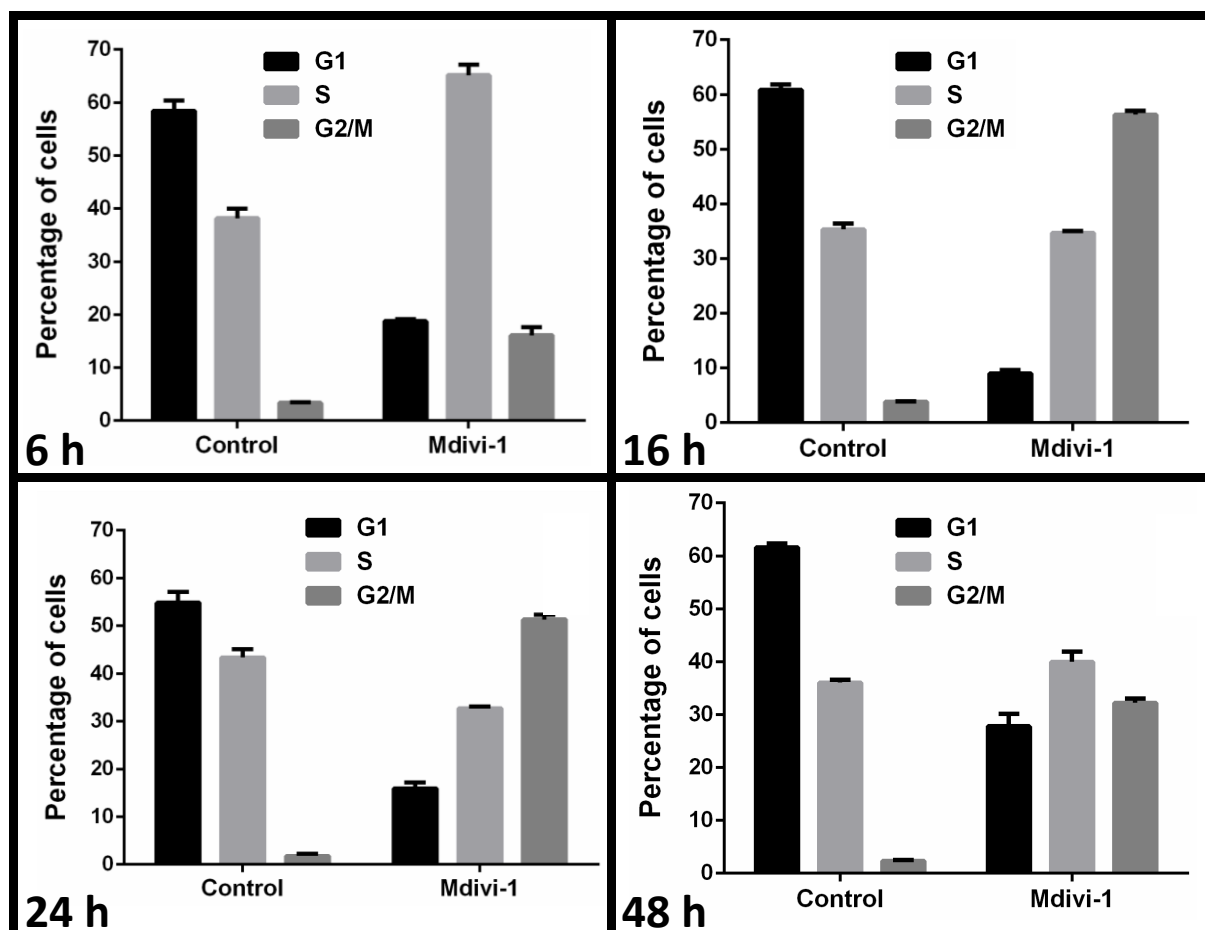 Percentage of cells
70
60
50
40
30
20
10
0
G1
S
G2/M
Control
Mdivi-1
6 h
Percentage of cells
70
60
50
40
30
20
10
0
G1
S
G2/M
Control
Mdivi-1
16 h
Percentage of cells
70
60
50
40
30
20
10
0
G1
S
G2/M
Control
Mdivi-1
24 h
Percentage of cells
70
60
50
40
30
20
10
0
G1
S
G2/M
Control
Mdivi-1
48 h